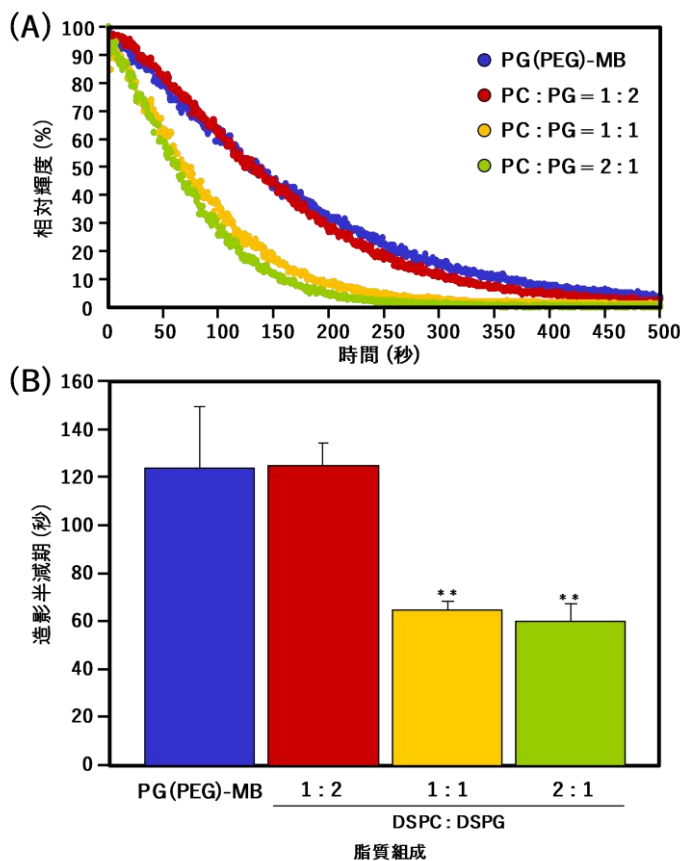 (A)
100
90
80
70
60
50
40
30
20
10
0
相対輝度 (%)
PG(PEG)-MB
PC : PG = 1 : 2
PC : PG = 1 : 1
PC : PG = 2 : 1
0 50 100 150 200 250 300 350 400 450 500
時間 (秒)
(B)
160
140
120
100
80
60
40
20
0
造影半減期 (秒)
** **
PG(PEG)-MB 1 : 2 1 : 1 2 : 1
DSPC : DSPG
脂質組成